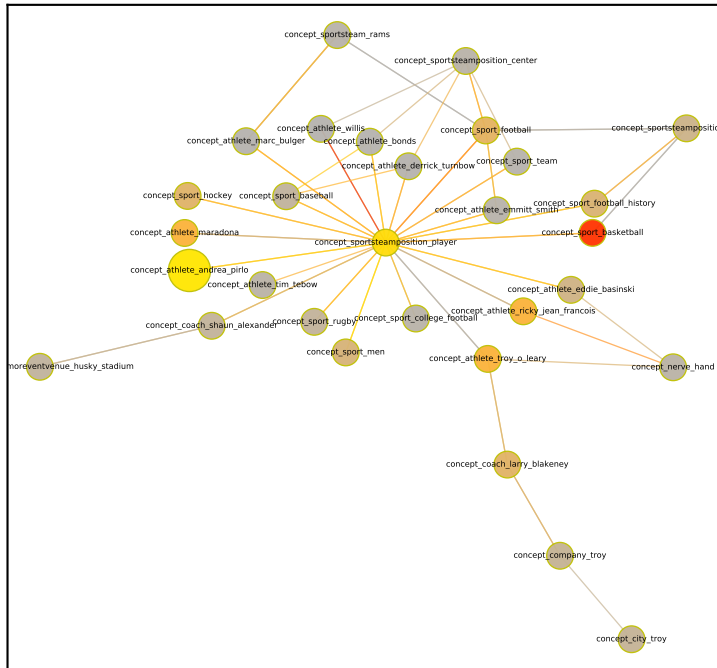 concept_sportsteam_rams
concept_sportsteamposition_center
concept_athlete_willis
concept_sport_football
concept_sportsteampositio
concept_athlete_marc_bulger
concept_athlete_bonds
concept_athlete_derrick_turnbow
concept_sport_team
concept_sport_hockey
concept_sport_baseball
concept_sport_football_history
concept_athlete_emmitt_smith
concept_athlete_maradona
concept_sportsteamposition_player
concept_sport_basketball
concept_athlete_andrea_pirlo
concept_athlete_tim_tebow
concept_athlete_eddie_basinski
concept_athlete_ricky_jean_francois
concept_coach_shaun_alexander
concept_sport_rugby
concept_sport_college_football
concept_sport_men
concept_athlete_troy_o_leary
moreventvenue_husky_stadium
concept_nerve_hand
concept_coach_larry_blakeney
concept_company_troy
concept_city_troy